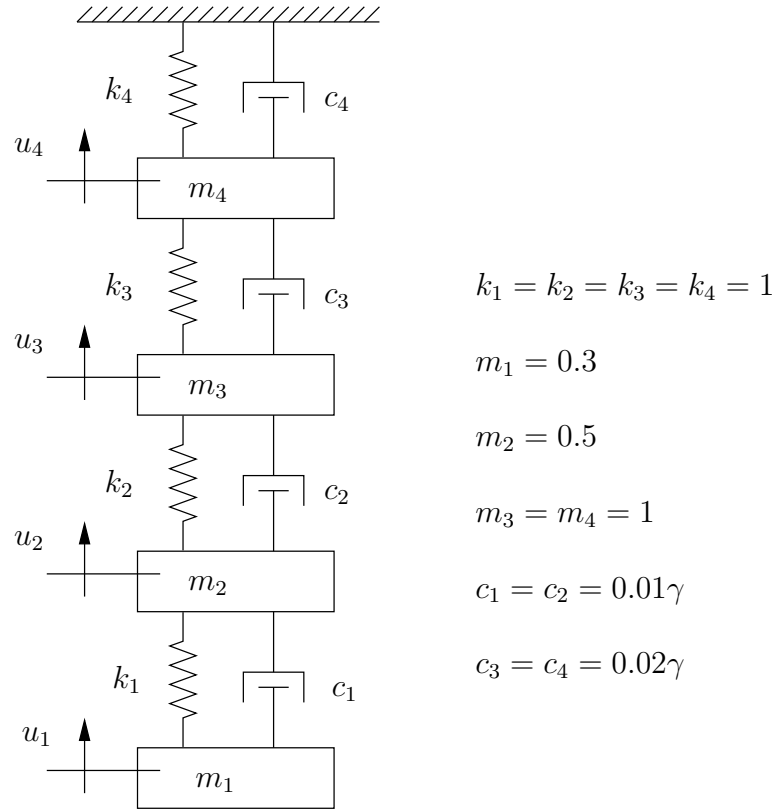 k₄ c₄
u₄
m₄
k₃ c₃
k₁ = k₂ = k₃ = k₄ = 1
u₃
m₁ = 0.3
m₃
m₂ = 0.5
k₂ c₂
m₃ = m₄ = 1
u₂
m₂
c₁ = c₂ = 0.01γ
k₁ c₁
c₃ = c₄ = 0.02γ
u₁
m₁